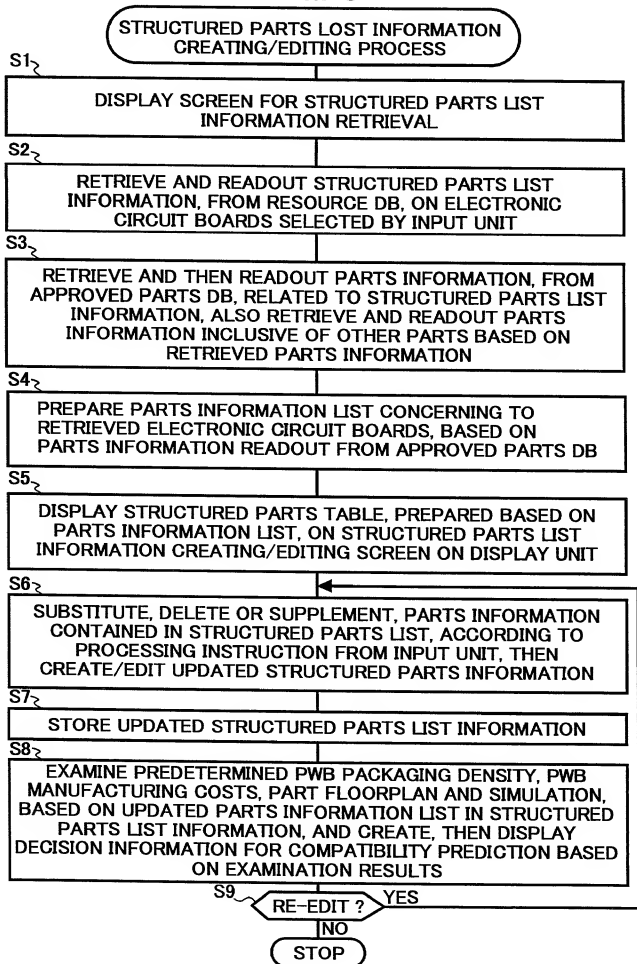 STRUCTURED PARTS LOST INFORMATION
CREATING/EDITING PROCESS
S1
DISPLAY SCREEN FOR STRUCTURED PARTS LIST
INFORMATION RETRIEVAL
S2
RETRIEVE AND READOUT STRUCTURED PARTS LIST
INFORMATION, FROM RESOURCE DB, ON ELECTRONIC
CIRCUIT BOARDS SELECTED BY INPUT UNIT
S3
RETRIEVE AND THEN READOUT PARTS INFORMATION, FROM
APPROVED PARTS DB, RELATED TO STRUCTURED PARTS LIST
INFORMATION, ALSO RETRIEVE AND READOUT PARTS
INFORMATION INCLUSIVE OF OTHER PARTS BASED ON
RETRIEVED PARTS INFORMATION
S4
PREPARE PARTS INFORMATION LIST CONCERNING TO
RETRIEVED ELECTRONIC CIRCUIT BOARDS, BASED ON
PARTS INFORMATION READOUT FROM APPROVED PARTS DB
S5
DISPLAY STRUCTURED PARTS TABLE, PREPARED BASED ON
PARTS INFORMATION LIST, ON STRUCTURED PARTS LIST
INFORMATION CREATING/EDITING SCREEN ON DISPLAY UNIT
S6
SUBSTITUTE, DELETE OR SUPPLEMENT, PARTS INFORMATION
CONTAINED IN STRUCTURED PARTS LIST, ACCORDING TO
PROCESSING INSTRUCTION FROM INPUT UNIT, THEN
CREATE/EDIT UPDATED STRUCTURED PARTS INFORMATION
S7
STORE UPDATED STRUCTURED PARTS LIST INFORMATION
S8
EXAMINE PREDETERMINED PWB PACKAGING DENSITY, PWB
MANUFACTURING COSTS, PART FLOORPLAN AND SIMULATION,
BASED ON UPDATED PARTS INFORMATION LIST IN STRUCTURED
PARTS LIST INFORMATION, AND CREATE, THEN DISPLAY
DECISION INFORMATION FOR COMPATIBILITY PREDICTION BASED
ON EXAMINATION RESULTS
S9
RE-EDIT ? YES
NO
STOP